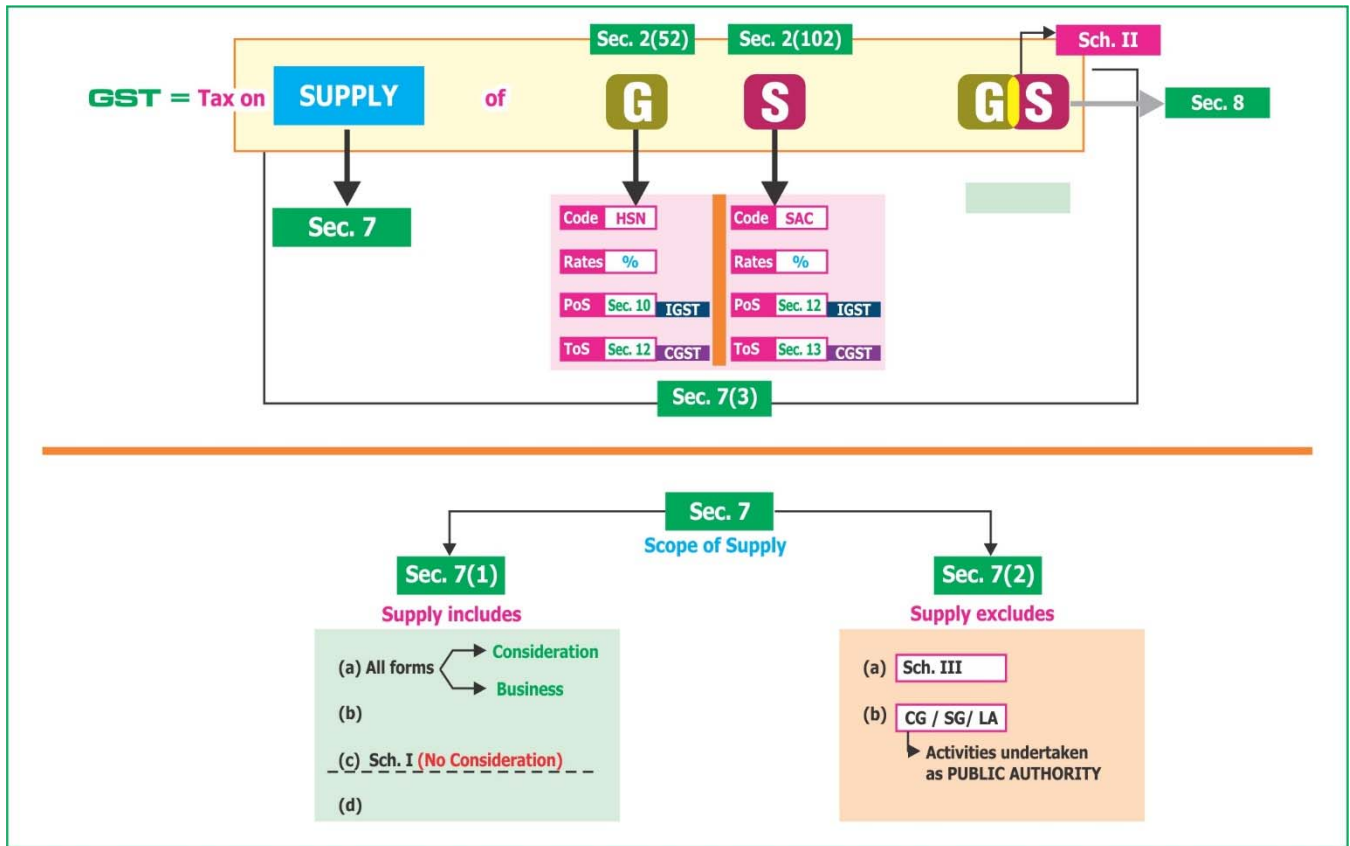 Sec. 2(52) Sec. 2(102) Sch. II
GST = Tax on SUPPLY of G S G S Sec. 8
Sec. 7
Code HSN
Rates %
PoS Sec. 10 IGST
ToS Sec. 12 CGST
Code SAC
Rates %
PoS Sec. 12 IGST
ToS Sec. 13 CGST
Sec. 7(3)
Sec. 7
Scope of Supply
Sec. 7(1)
Supply includes
(a) All forms
Consideration
Business
(b)
(c) Sch. I (No Consideration)
(d)
Sec. 7(2)
Supply excludes
(a) Sch. III
(b) CG / SG/ LA
Activities undertaken
as PUBLIC AUTHORITY